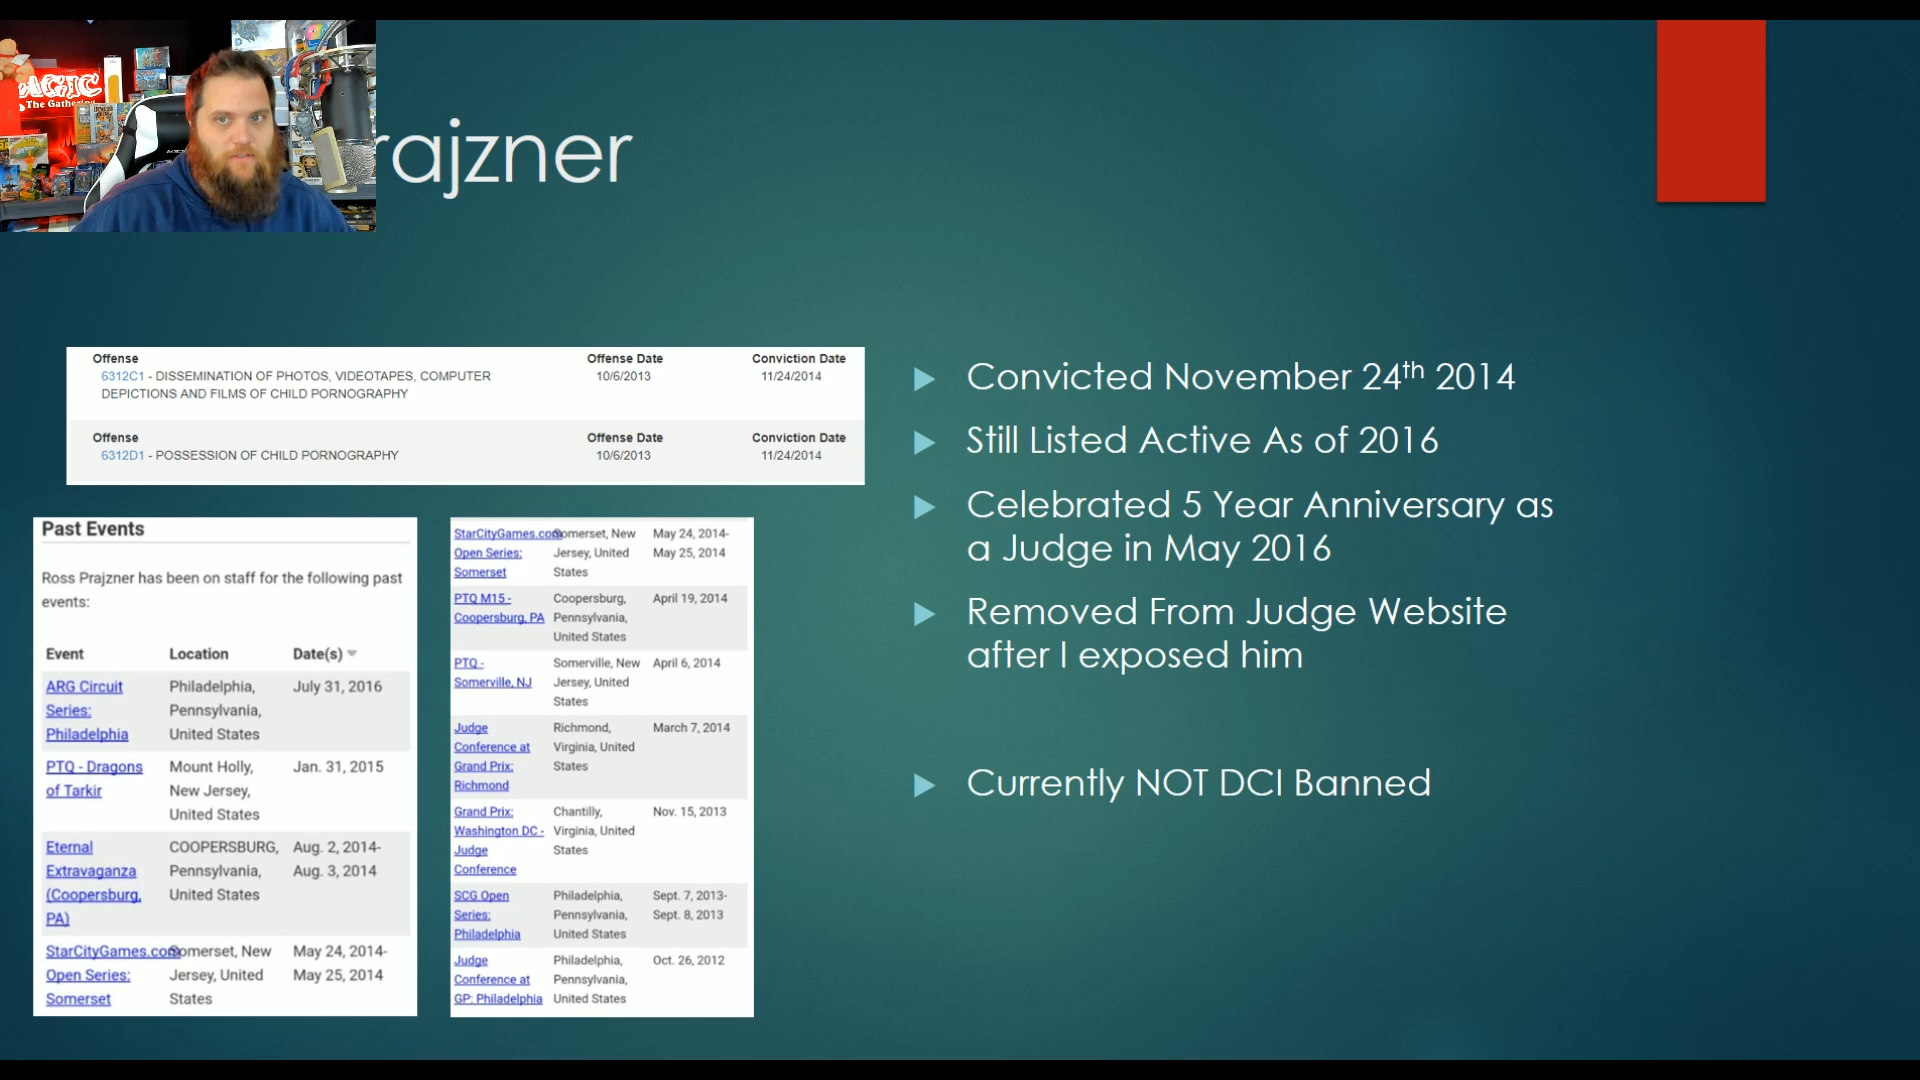 MAGIC
The Gathering
rajzner
Offense Offense Date Conviction Date
6312C1 - DISSEMINATION OF PHOTOS, VIDEOTAPES, COMPUTER 10/6/2013 11/24/2014
DEPICTIONS AND FILMS OF CHILD PORNOGRAPHY
Offense Offense Date Conviction Date
6312D1 - POSSESSION OF CHILD PORNOGRAPHY 10/6/2013 11/24/2014
Past Events
Ross Prajzner has been on staff for the following past
events:
Event Location Date(s)
ARG Circuit Philadelphia, July 31, 2016
Series: Pennsylvania,
Philadelphia United States
PTQ - Dragons Mount Holly, Jan. 31, 2015
of Tarkir New Jersey,
United States
Eternal COOPERSBURG, Aug. 2, 2014-
Extravaganza Pennsylvania, Aug. 3, 2014
(Coopersburg, United States
PA)
StarCityGames.com Somerset, New May 24, 2014-
Open Series: Jersey, United May 25, 2014
Somerset States
StarCityGames.com Somerset, New May 24, 2014-
Open Series: Jersey, United May 25, 2014
Somerset States
PTQ M15 - Coopersburg, April 19, 2014
Coopersburg, PA Pennsylvania,
United States
PTQ - Somerville, New April 6, 2014
Somerville, NJ Jersey, United
States
Judge Richmond, March 7, 2014
Conference at Virginia, United
Grand Prix: States
Richmond
Grand Prix: Chantilly, Nov. 15, 2013
Washington DC - Virginia, United
Judge States
Conference
SCG Open Philadelphia, Sept. 7, 2013-
Series: Pennsylvania, Sept. 8, 2013
Philadelphia United States
Judge Philadelphia, Oct. 26, 2012
Conference at Pennsylvania,
GP: Philadelphia United States
Convicted November 24th 2014
Still Listed Active As of 2016
Celebrated 5 Year Anniversary as
a Judge in May 2016
Removed From Judge Website
after I exposed him
Currently NOT DCI Banned